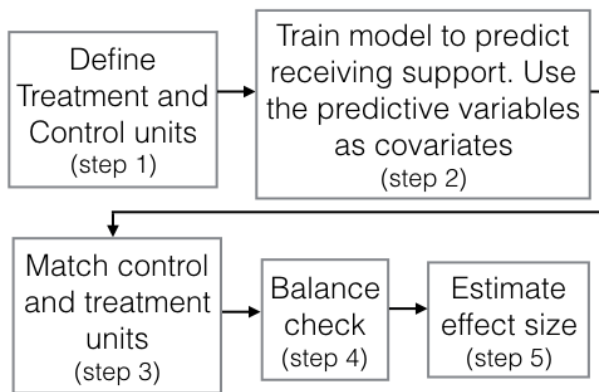 Define
Treatment and
Control units
(step 1)
Train model to predict
receiving support. Use
the predictive variables
as covariates
(step 2)
Match control
and treatment
units
(step 3)
Balance
check
(step 4)
Estimate
effect size
(step 5)